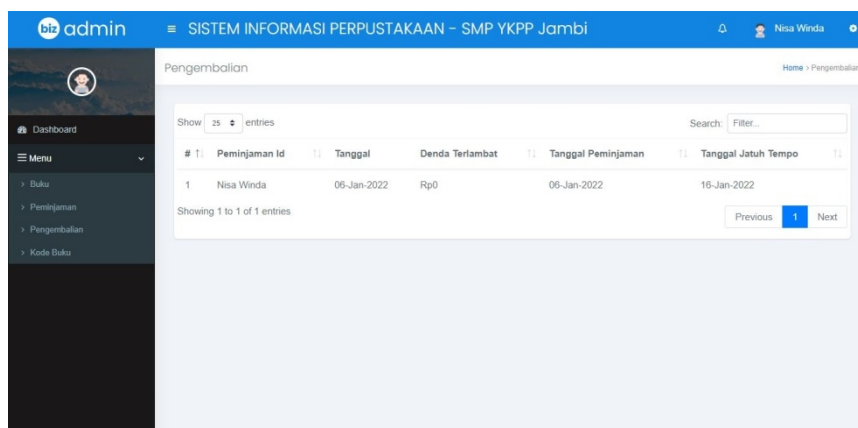 biz admin
SISTEM INFORMASI PERPUSTAKAAN - SMP YKPP Jambi
Nisa Winda
Pengembalian
Home > Pengembalian
Dashboard
Menu
> Buku
> Peminjaman
> Pengembalian
> Kode Buku
Show 25 entries
Search: Filter...
# Peminjaman Id Tanggal Denda Terlambat Tanggal Peminjaman Tanggal Jatuh Tempo
1 Nisa Winda 06-Jan-2022 Rp0 06-Jan-2022 16-Jan-2022
Showing 1 to 1 of 1 entries
Previous 1 Next